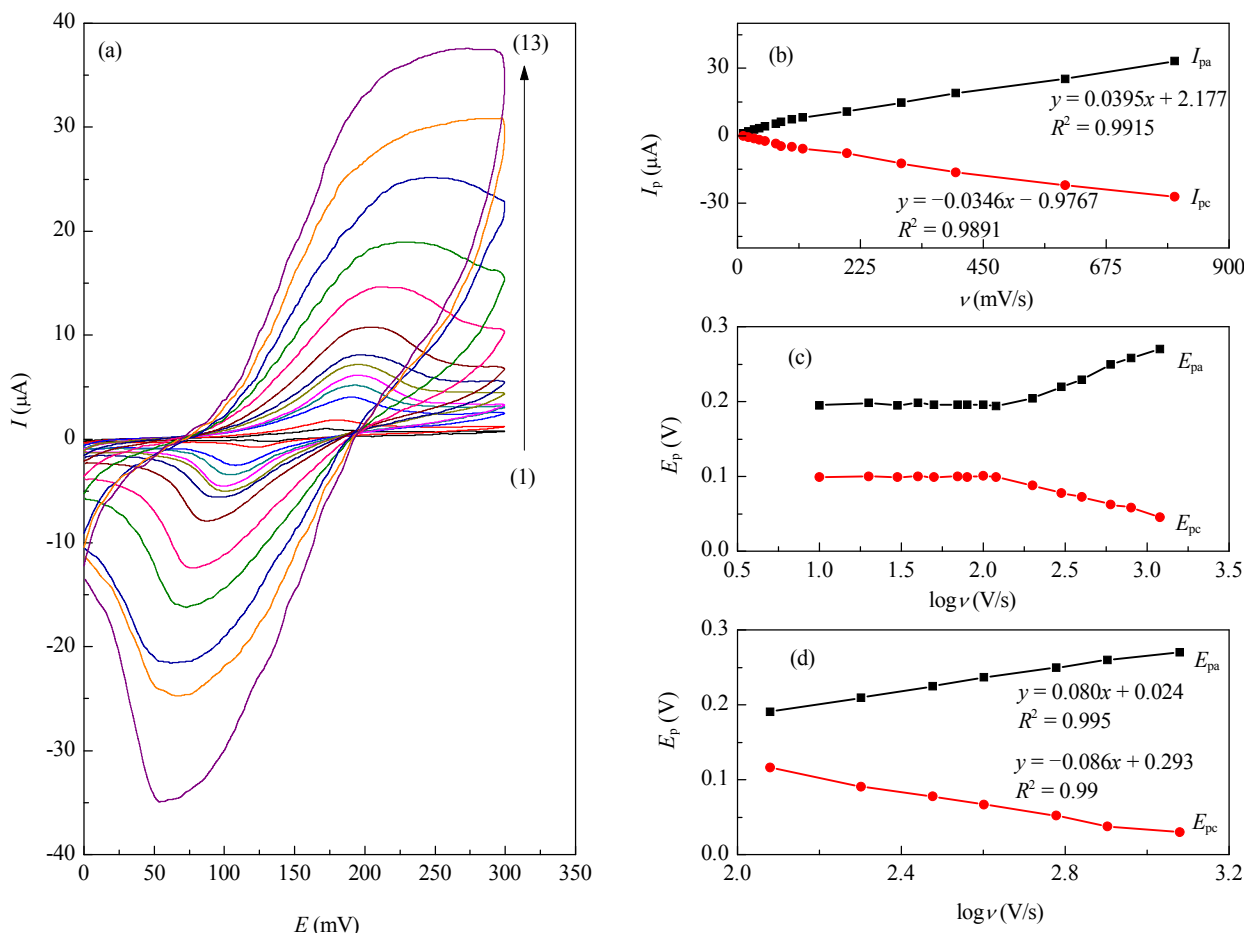 (a)
(13)
(1)
40
30
20
10
0
-10
-20
-30
-40
I (μA)
0 50 100 150 200 250 300 350
E (mV)
(b)
Ipa
y = 0.0395x + 2.177
R² = 0.9915
y = −0.0346x − 0.9767
R² = 0.9891
Ipc
30
0
-30
Ip (μA)
0 225 450 675 900
ν (mV/s)
(c)
Epa
Epc
0.3
0.2
0.1
0.0
Ep (V)
0.5 1.0 1.5 2.0 2.5 3.0 3.5
log ν (V/s)
(d)
Epa
y = 0.080x + 0.024
R² = 0.995
y = −0.086x + 0.293
R² = 0.99
Epc
0.3
0.2
0.1
0.0
Ep (V)
2.0 2.4 2.8 3.2
log ν (V/s)